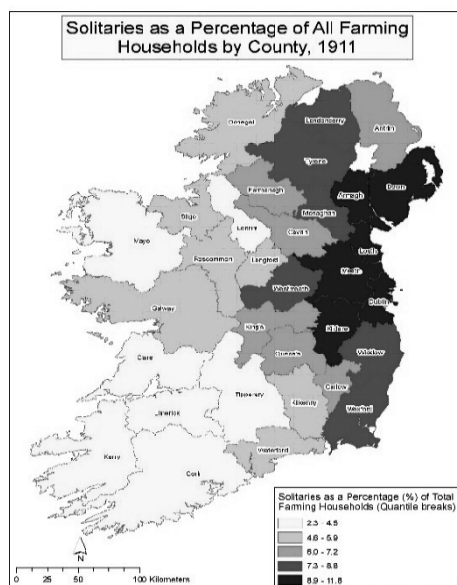 Solitaries as a Percentage of All Farming
Households by County, 1911
Donegal
Londonderry
Antrim
Tyrone
Fermanagh
Armagh
Down
Monaghan
Sligo
Leitrim
Cavan
Mayo
Roscommon
Longford
Louth
Meath
Westmeath
Dublin
Galway
King's
Kildare
Queen's
Wicklow
Clare
Carlow
Tipperary
Kilkenny
Limerick
Wexford
Waterford
Kerry
Cork
Solitaries as a Percentage (%) of Total
Farming Households (Quantile breaks)
2.3 - 4.5
4.6 - 5.9
6.0 - 7.2
7.3 - 8.8
8.9 - 11.8
N
0 25 50 100 Kilometers